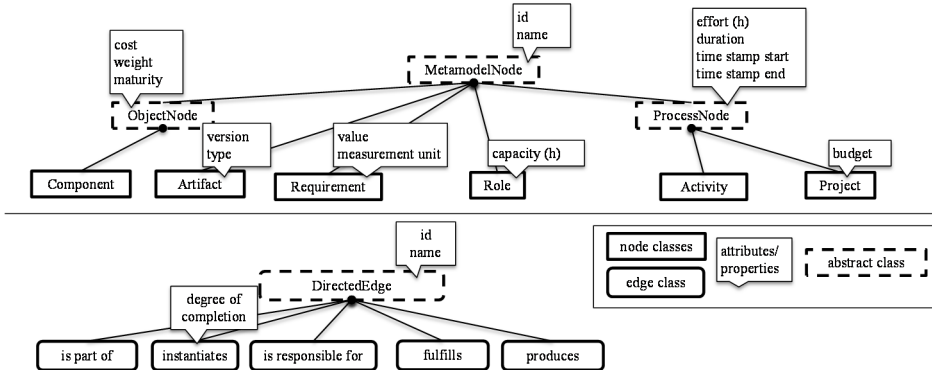 id
name
cost
weight
maturity
MetamodelNode
effort (h)
duration
time stamp start
time stamp end
ObjectNode
ProcessNode
version
type
value
measurement unit
capacity (h)
budget
Component
Artifact
Requirement
Role
Activity
Project
id
name
DirectedEdge
degree of
completion
is part of
instantiates
is responsible for
fulfills
produces
node classes
edge class
attributes/
properties
abstract class